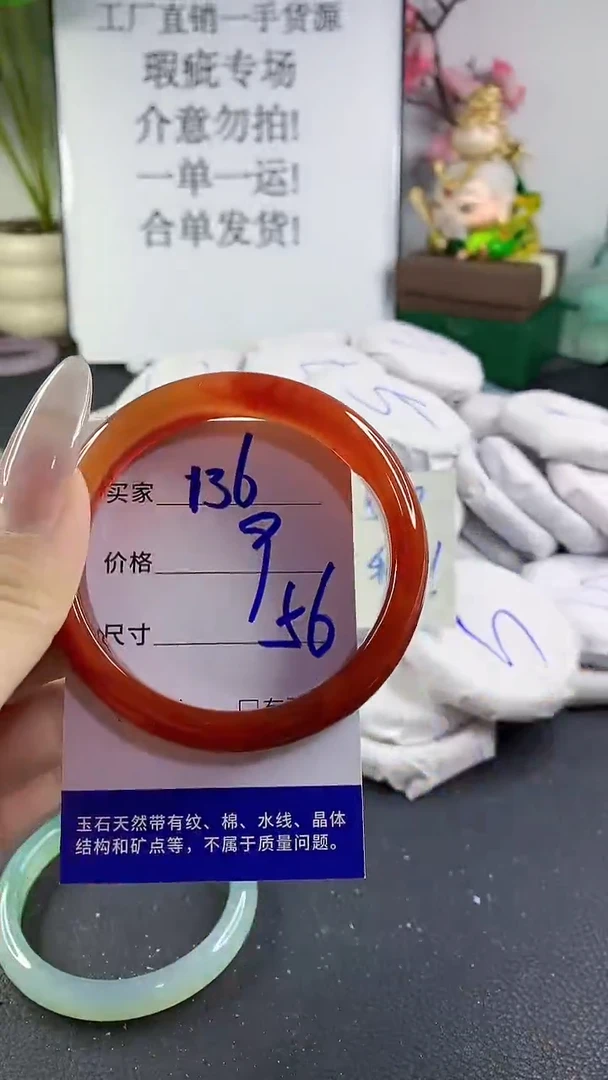 工厂直销一手货源
瑕疵专场
介意勿拍!
一单一运!
合单发货!
买家 136
价格 9
尺寸 56
玉石天然带有纹、棉、水线、晶体
结构和矿点等，不属于质量问题。